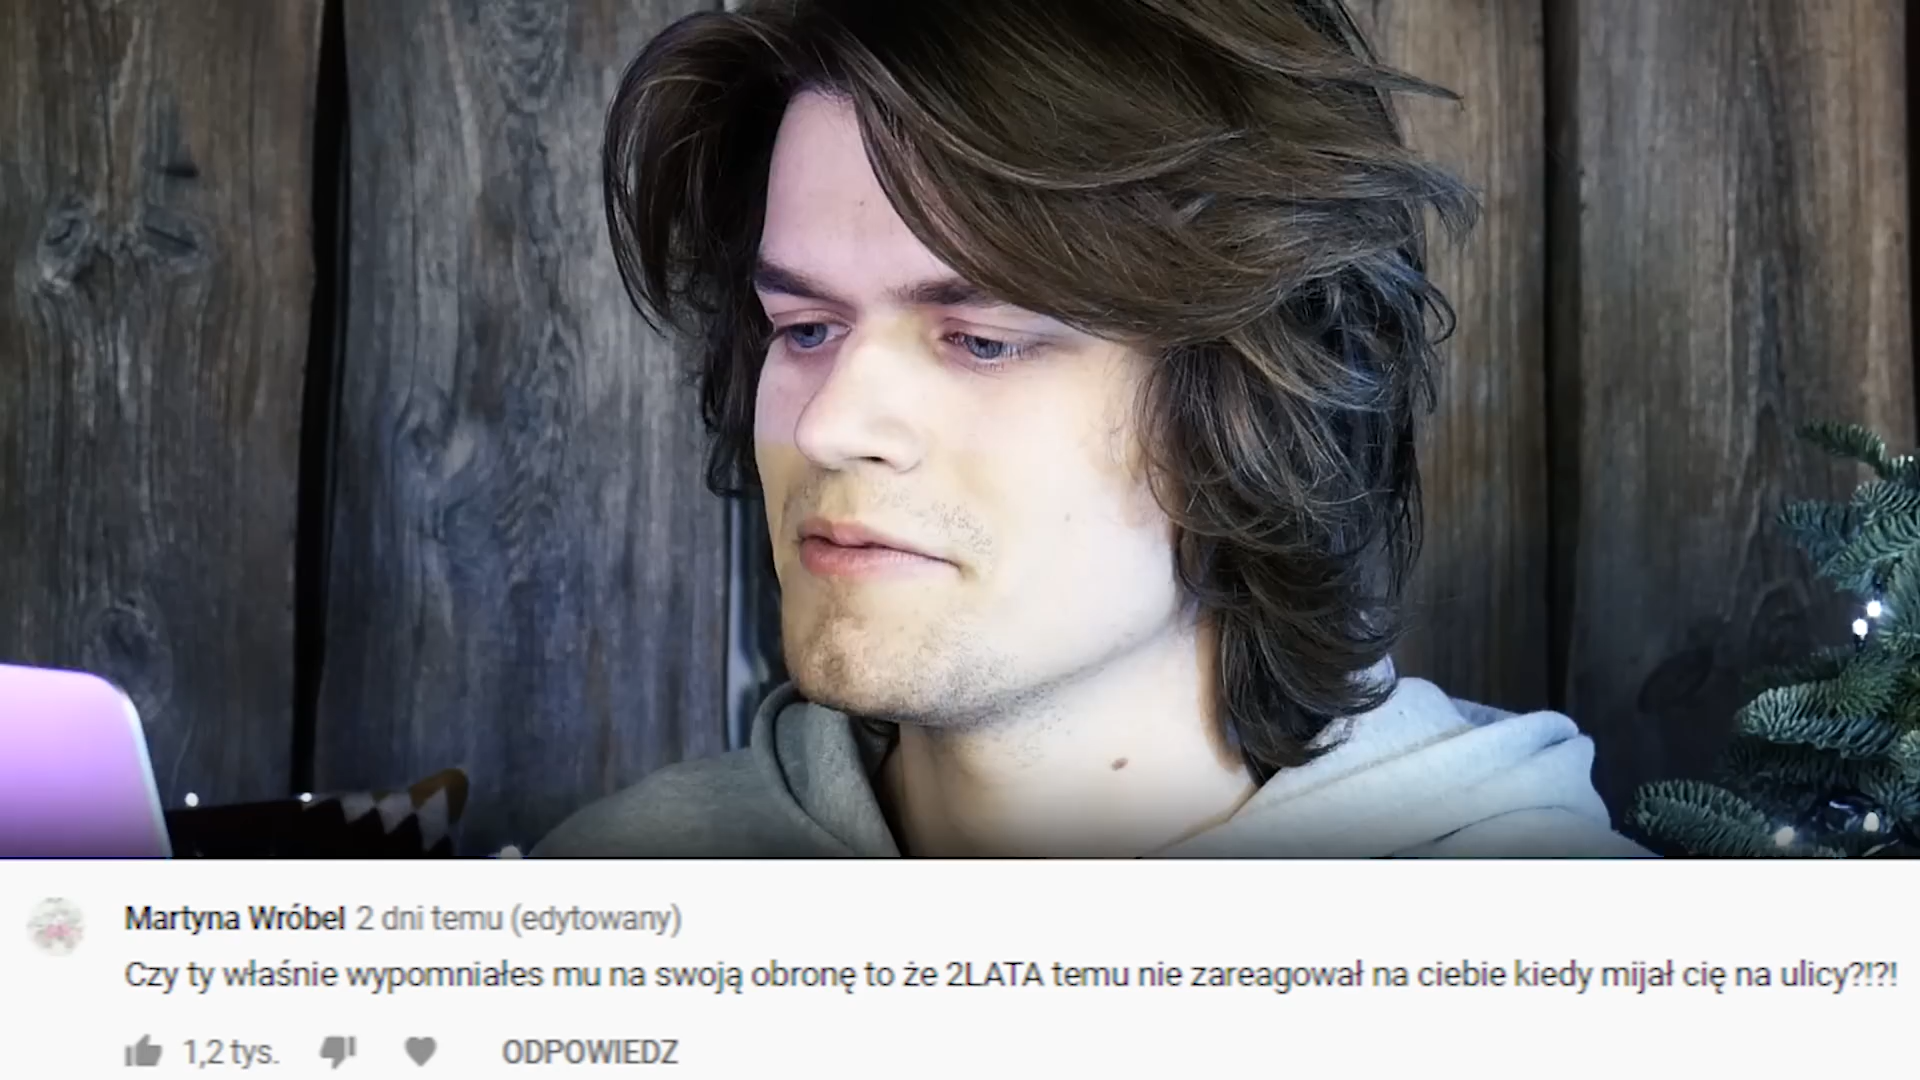 Martyna Wróbel 2 dni temu (edytowany)
Czy ty właśnie wypomniałes mu na swoją obronę to że 2LATA temu nie zareagował na ciebie kiedy mijał cię na ulicy?!?!
1,2 tys. ODPOWIEDZ